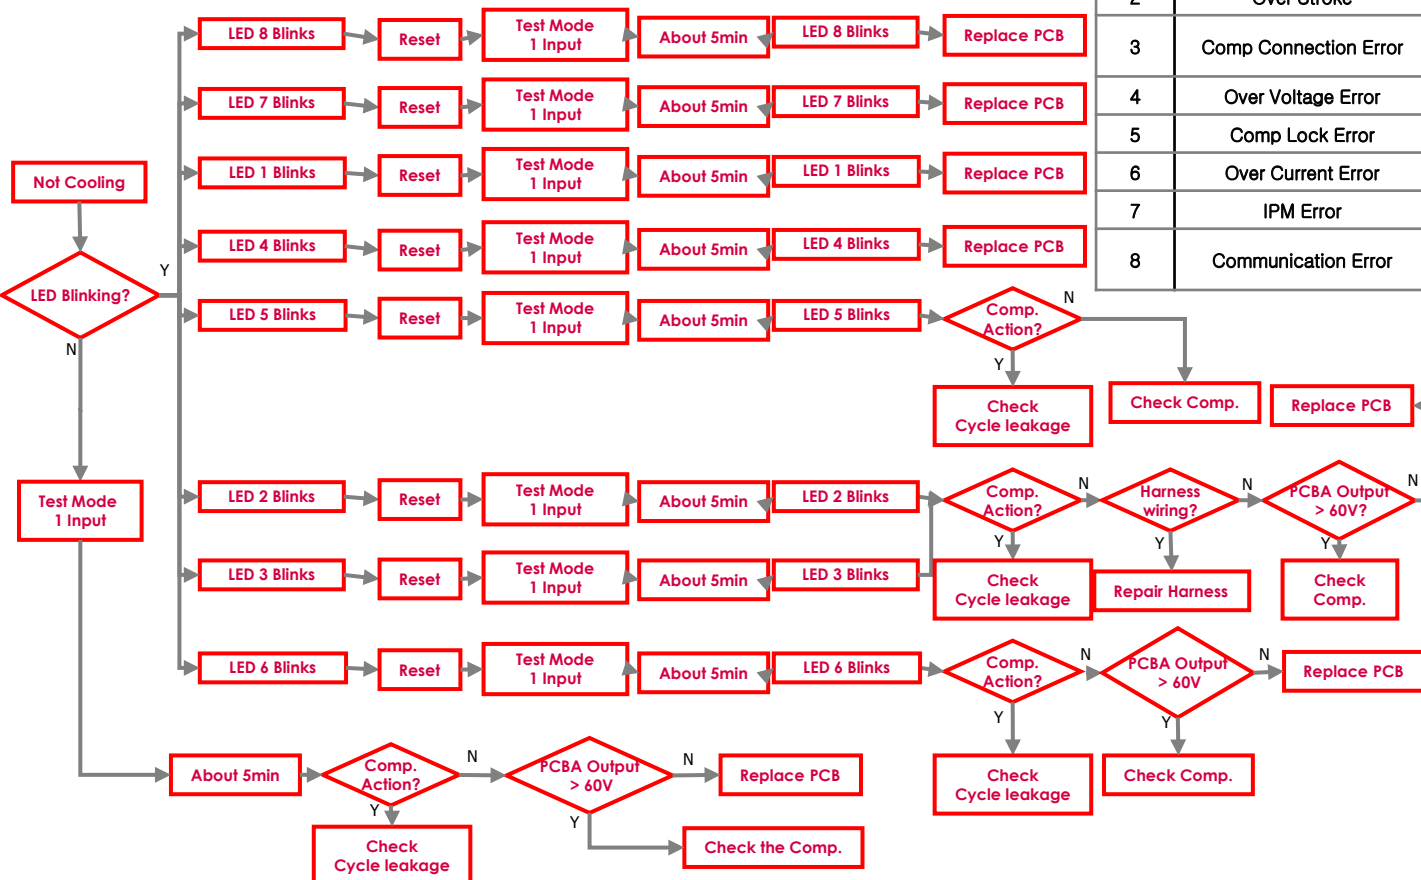 LED 8 Blinks
Reset
Test Mode
1 Input
About 5min
LED 8 Blinks
Replace PCB
2 Over Stroke
3 Comp Connection Error
4 Over Voltage Error
5 Comp Lock Error
6 Over Current Error
7 IPM Error
8 Communication Error
LED 7 Blinks
Reset
Test Mode
1 Input
About 5min
LED 7 Blinks
Replace PCB
Not Cooling
LED 1 Blinks
Reset
Test Mode
1 Input
About 5min
LED 1 Blinks
Replace PCB
LED 4 Blinks
Reset
Test Mode
1 Input
About 5min
LED 4 Blinks
Replace PCB
LED Blinking?
Y
N
LED 5 Blinks
Reset
Test Mode
1 Input
About 5min
LED 5 Blinks
Comp.
Action?
N
Y
Check
Cycle leakage
Check Comp.
Replace PCB
Test Mode
1 Input
LED 2 Blinks
Reset
Test Mode
1 Input
About 5min
LED 2 Blinks
Comp.
Action?
N
Harness
wiring?
N
PCBA Output
> 60V?
N
Y
Y
Y
LED 3 Blinks
Reset
Test Mode
1 Input
About 5min
LED 3 Blinks
Check
Cycle leakage
Repair Harness
Check
Comp.
LED 6 Blinks
Reset
Test Mode
1 Input
About 5min
LED 6 Blinks
Comp.
Action?
N
PCBA Output
> 60V
N
Replace PCB
Y
Y
Check
Cycle leakage
Check Comp.
About 5min
Comp.
Action?
N
PCBA Output
> 60V
N
Replace PCB
Y
Y
Check
Cycle leakage
Check the Comp.